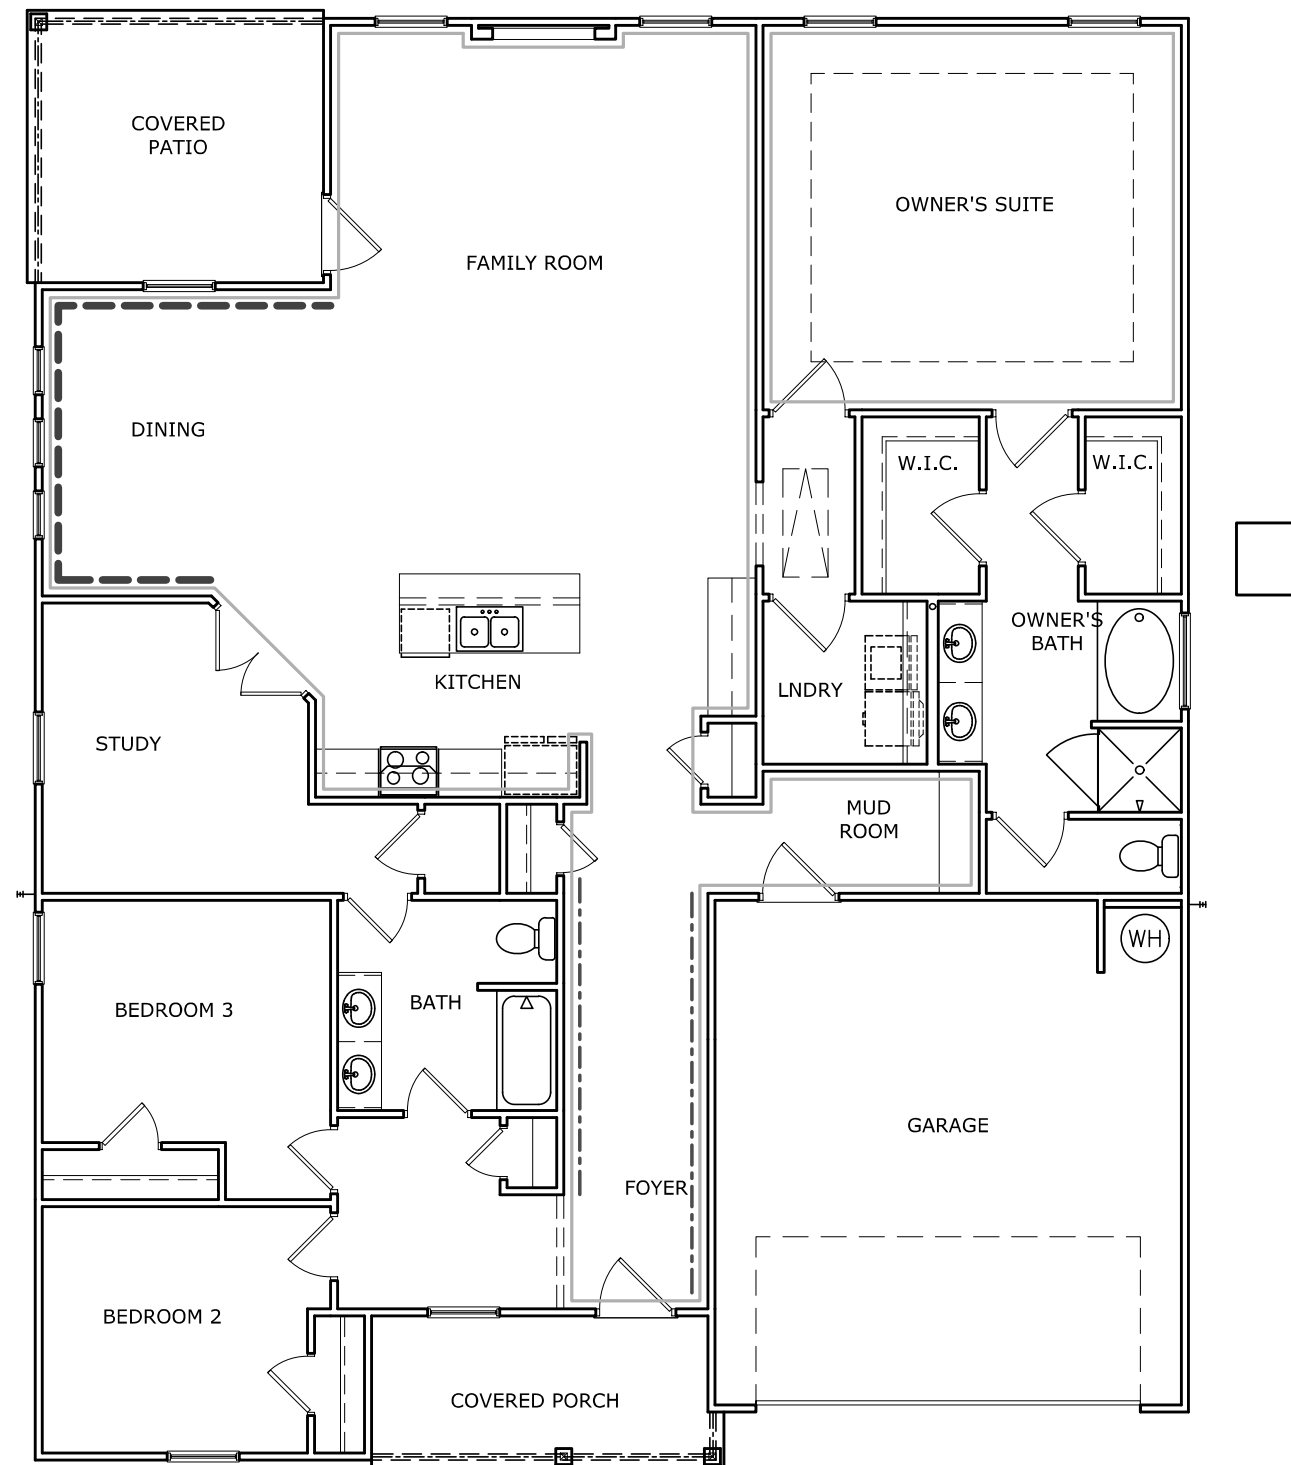 COVERED
PATIO
OWNER'S SUITE
FAMILY ROOM
DINING
W.I.C.
W.I.C.
OWNER'S
BATH
KITCHEN
LNDRY
STUDY
MUD
ROOM
WH
BATH
BEDROOM 3
GARAGE
FOYER
BEDROOM 2
COVERED PORCH